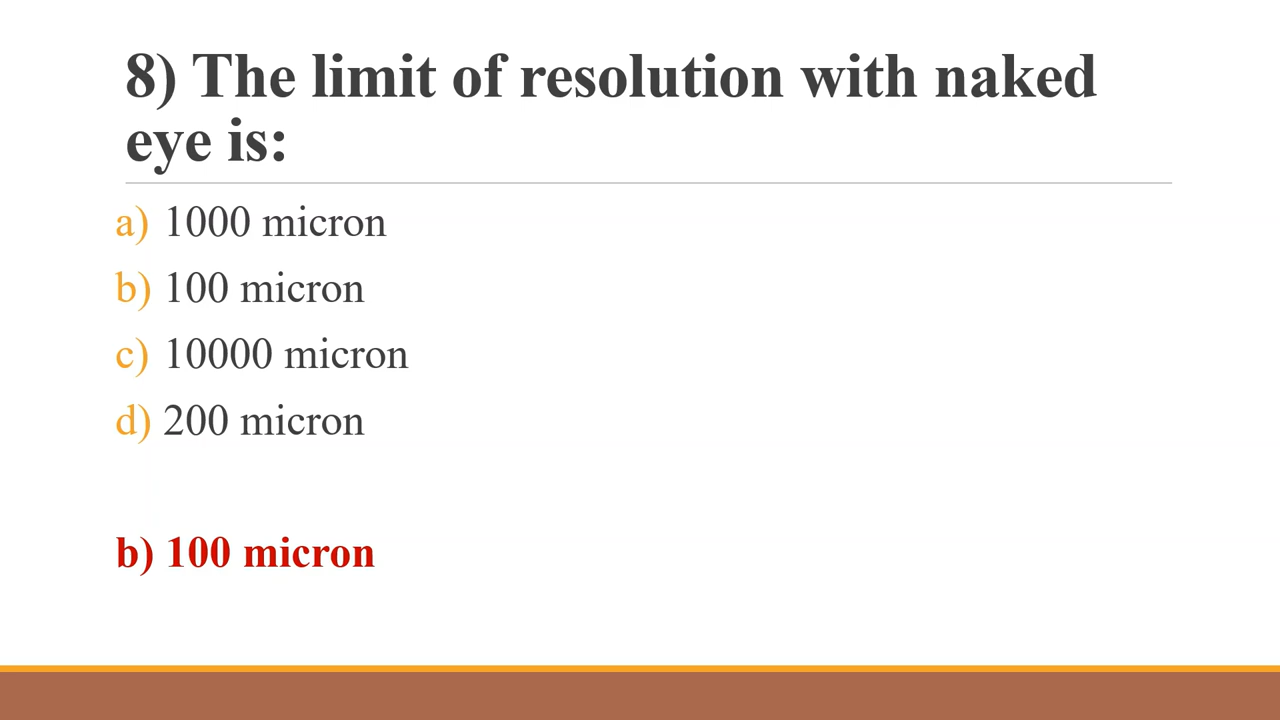 8) The limit of resolution with naked
eye is:
a) 1000 micron
b) 100 micron
c) 10000 micron
d) 200 micron
b) 100 micron